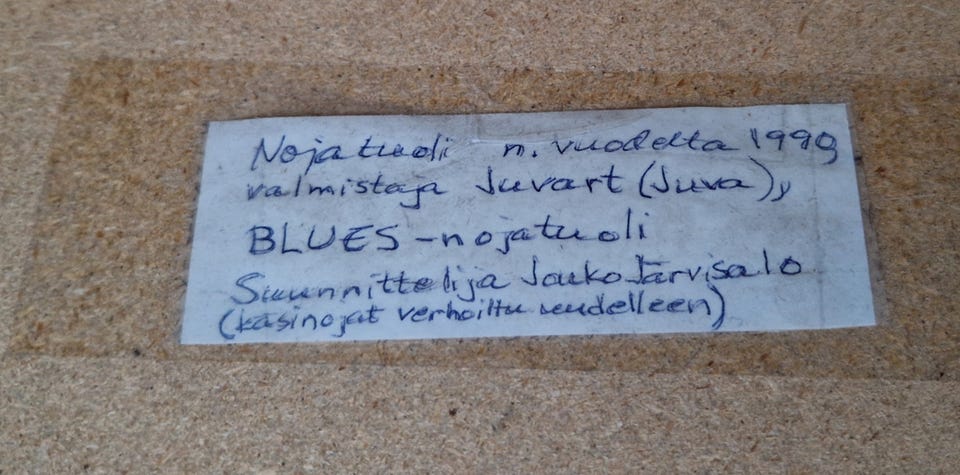 Nojatuoli n. vuodelta 1990
valmistaja Juvart (Juva),
BLUES-nojatuoli
Suunnittelija Jouko Järvisalo
(käsinojat verhoiltu uudelleen)